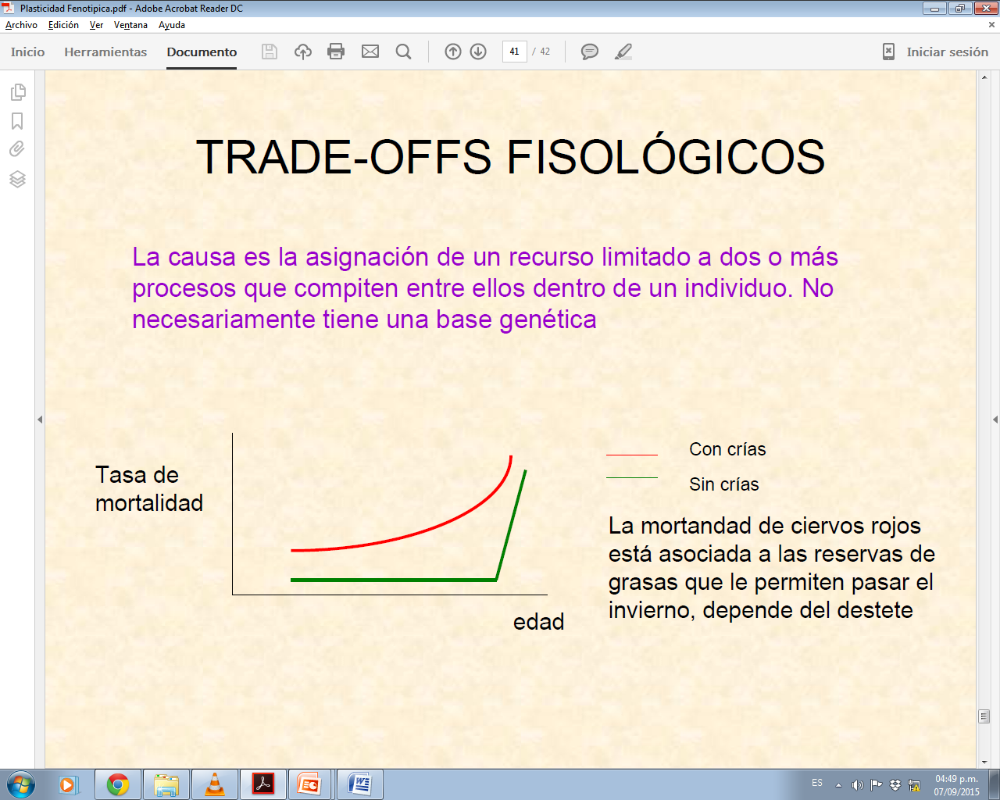 Plasticidad Fenotipica.pdf - Adobe Acrobat Reader DC
Archivo Edición Ver Ventana Ayuda
Inicio Herramientas Documento 41 / 42 Iniciar sesión
TRADE-OFFS FISOLÓGICOS
La causa es la asignación de un recurso limitado a dos o más
procesos que compiten entre ellos dentro de un individuo. No
necesariamente tiene una base genética
Tasa de
mortalidad
edad
Con crías
Sin crías
La mortandad de ciervos rojos
está asociada a las reservas de
grasas que le permiten pasar el
invierno, depende del destete
ES
04:49 p.m.
07/09/2015